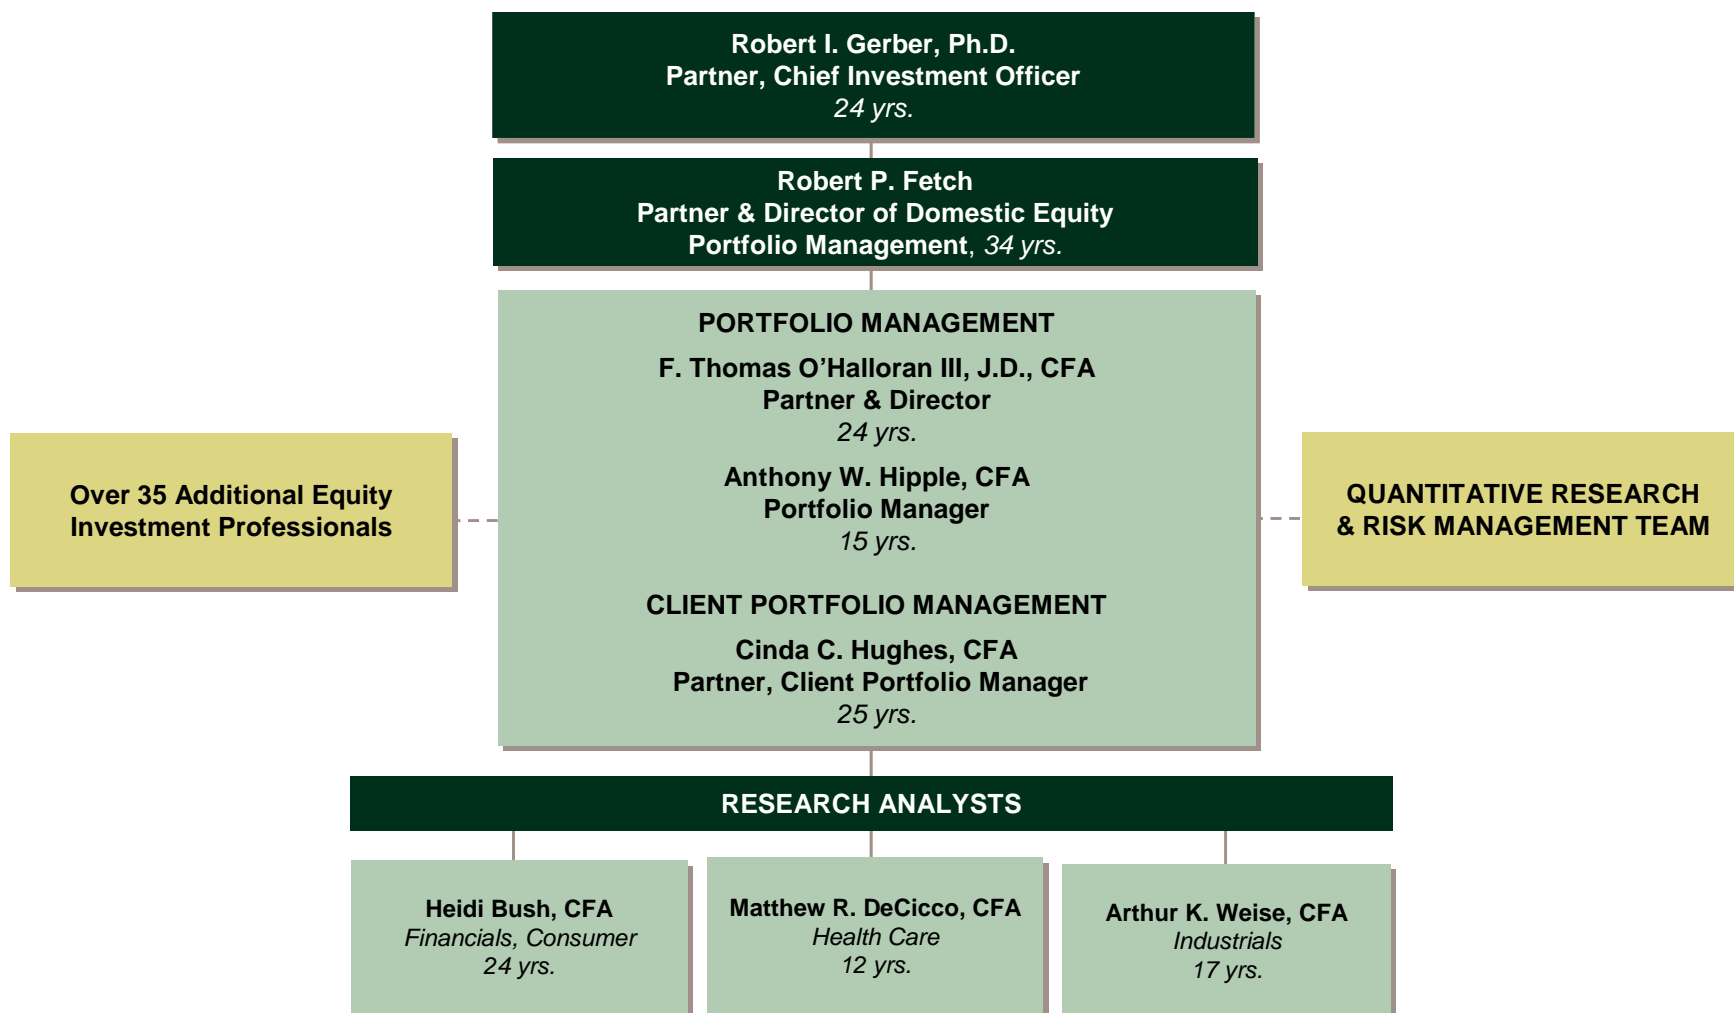 Robert I. Gerber, Ph.D.
Partner, Chief Investment Officer
24 yrs.
Robert P. Fetch
Partner & Director of Domestic Equity
Portfolio Management, 34 yrs.
PORTFOLIO MANAGEMENT
F. Thomas O’Halloran III, J.D., CFA
Partner & Director
24 yrs.
Anthony W. Hipple, CFA
Portfolio Manager
15 yrs.
CLIENT PORTFOLIO MANAGEMENT
Cinda C. Hughes, CFA
Partner, Client Portfolio Manager
25 yrs.
Over 35 Additional Equity
Investment Professionals
QUANTITATIVE RESEARCH
& RISK MANAGEMENT TEAM
RESEARCH ANALYSTS
Heidi Bush, CFA
Financials, Consumer
24 yrs.
Matthew R. DeCicco, CFA
Health Care
12 yrs.
Arthur K. Weise, CFA
Industrials
17 yrs.